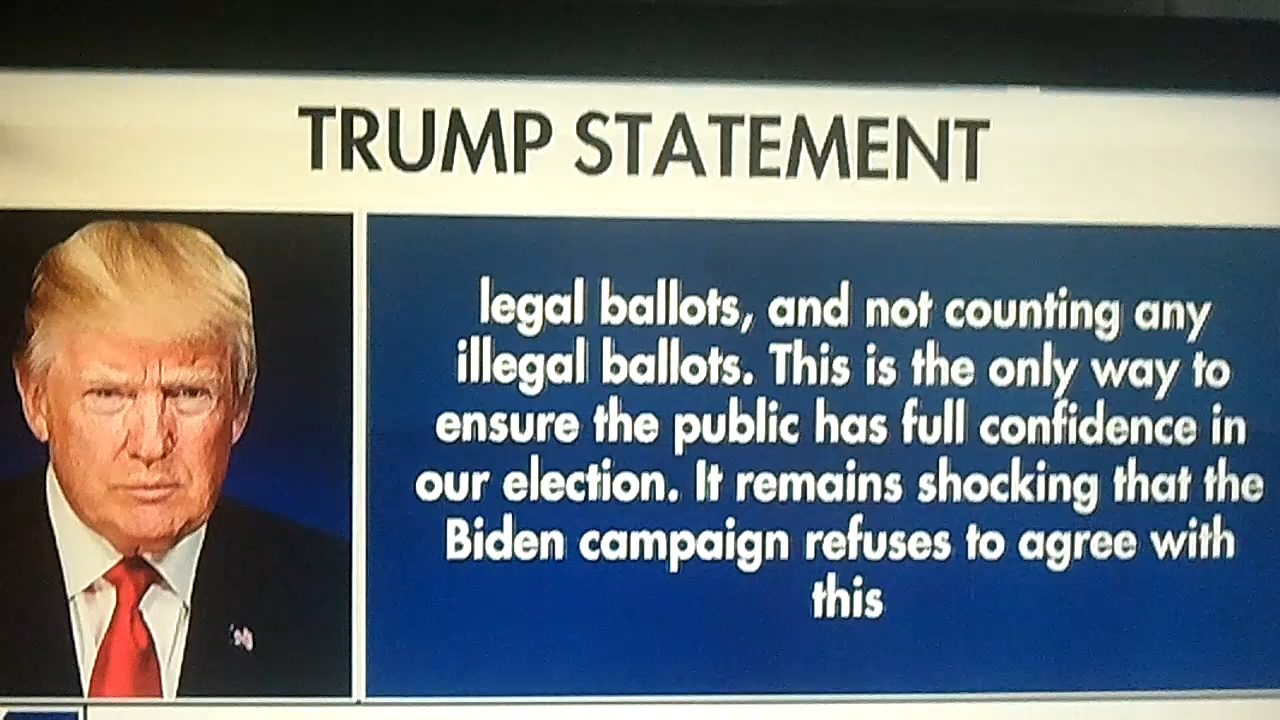 TRUMP STATEMENT
legal ballots, and not counting any
illegal ballots. This is the only way to
ensure the public has full confidence in
our election. It remains shocking that the
Biden campaign refuses to agree with
this